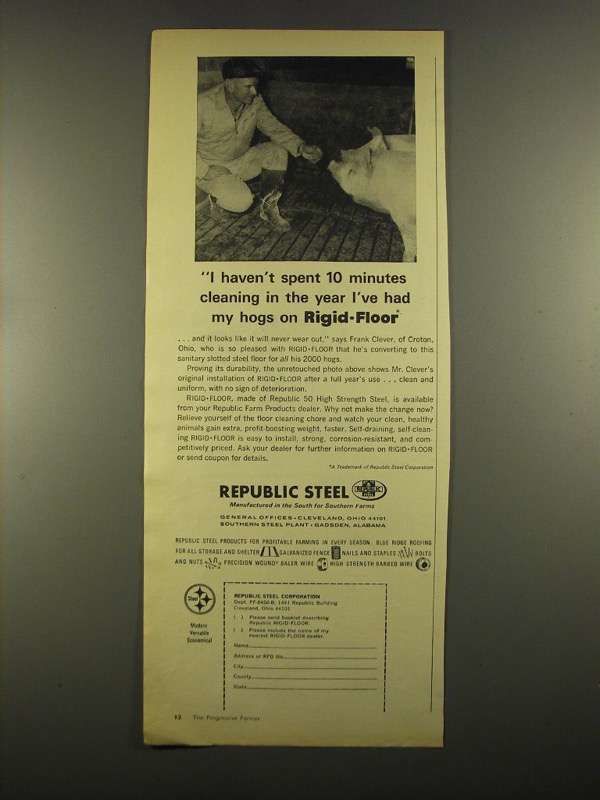 "I haven't spent 10 minutes
cleaning in the year I've had
my hogs on Rigid-Floor*
. . . and it looks like it will never wear out," says Frank Clever, of Croton,
Ohio, who is so pleased with RIGID-FLOOR that he's converting to this
sanitary slotted steel floor for all his 2000 hogs.
Proving its durability, the unretouched photo above shows Mr. Clever's
original installation of RIGID-FLOOR after a full year's use . . . clean and
uniform, with no sign of deterioration.
RIGID-FLOOR, made of Republic 50 High Strength Steel, is available
from your Republic Farm Products dealer. Why not make the change now?
Relieve yourself of the floor cleaning chore and watch your clean, healthy
animals gain extra, profit-boosting weight, faster. Self-draining, self-clean-
ing RIGID-FLOOR is easy to install, strong, corrosion-resistant, and com-
petitively priced. Ask your dealer for further information on RIGID-FLOOR
or send coupon for details.
*A Trademark of Republic Steel Corporation
REPUBLIC STEEL
REPUBLIC
STEEL
Manufactured in the South for Southern Farms
GENERAL OFFICES • CLEVELAND, OHIO 44101
SOUTHERN STEEL PLANT • GADSDEN, ALABAMA
REPUBLIC STEEL PRODUCTS FOR PROFITABLE FARMING IN EVERY SEASON: BLUE RIDGE ROOFING
FOR ALL STORAGE AND SHELTER GALVANIZED FENCE NAILS AND STAPLES BOLTS
AND NUTS PRECISION WOUND® BALER WIRE HIGH STRENGTH BARBED WIRE
Steel
Modern
Versatile
Economical
REPUBLIC STEEL CORPORATION
Dept. 1441 Republic Building
Cleveland, Ohio 44101
( ) Please send booklet describing
Republic RIGID-FLOOR.
( ) Please include the name of my
nearest RIGID-FLOOR dealer.
Name
Address or RFD No.
City
County
State
12 The Progressive Farmer